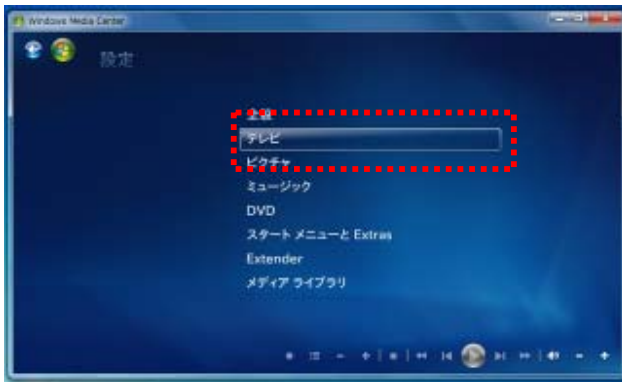 Windows Media Center
設定
全般
テレビ
ピクチャ
ミュージック
DVD
スタート メニューと Extras
Extender
メディア ライブラリ